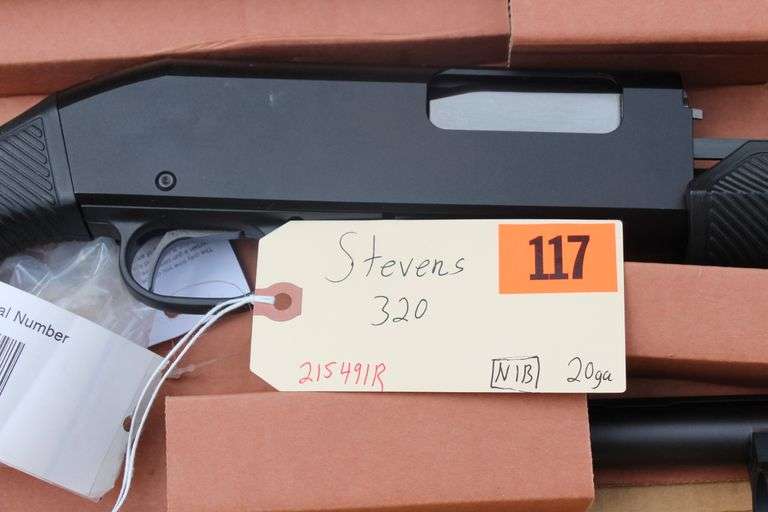 Stevens
117
320
215491R
NIB
20ga
al Number